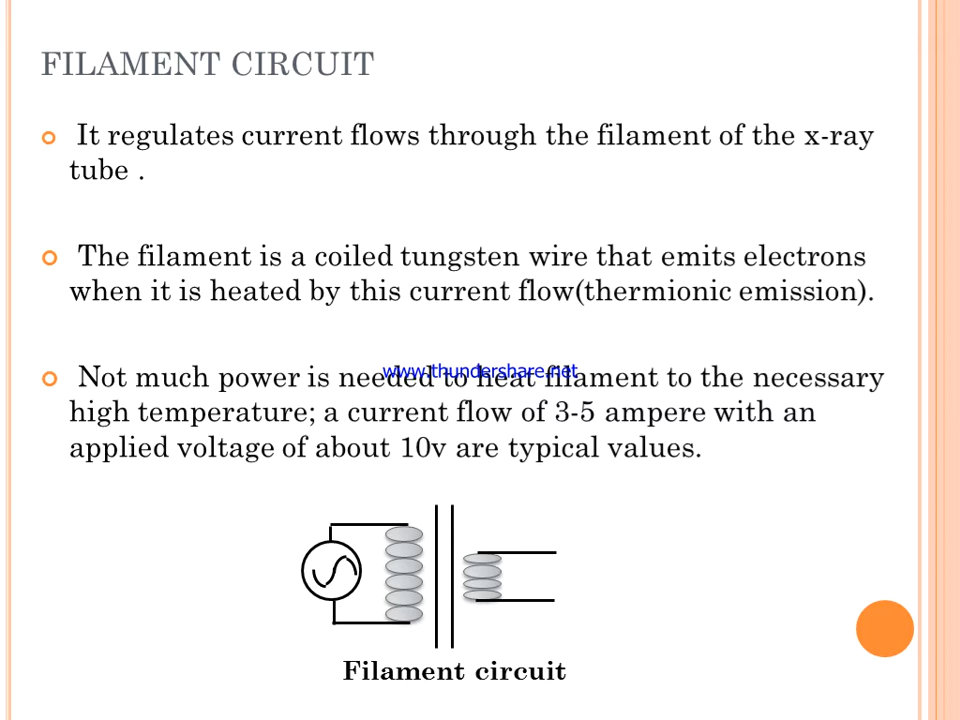 FILAMENT CIRCUIT
It regulates current flows through the filament of the x-ray
tube .
The filament is a coiled tungsten wire that emits electrons
when it is heated by this current flow(thermionic emission).
www.thundershare.net
Not much power is needed to heat filament to the necessary
high temperature; a current flow of 3-5 ampere with an
applied voltage of about 10v are typical values.
Filament circuit